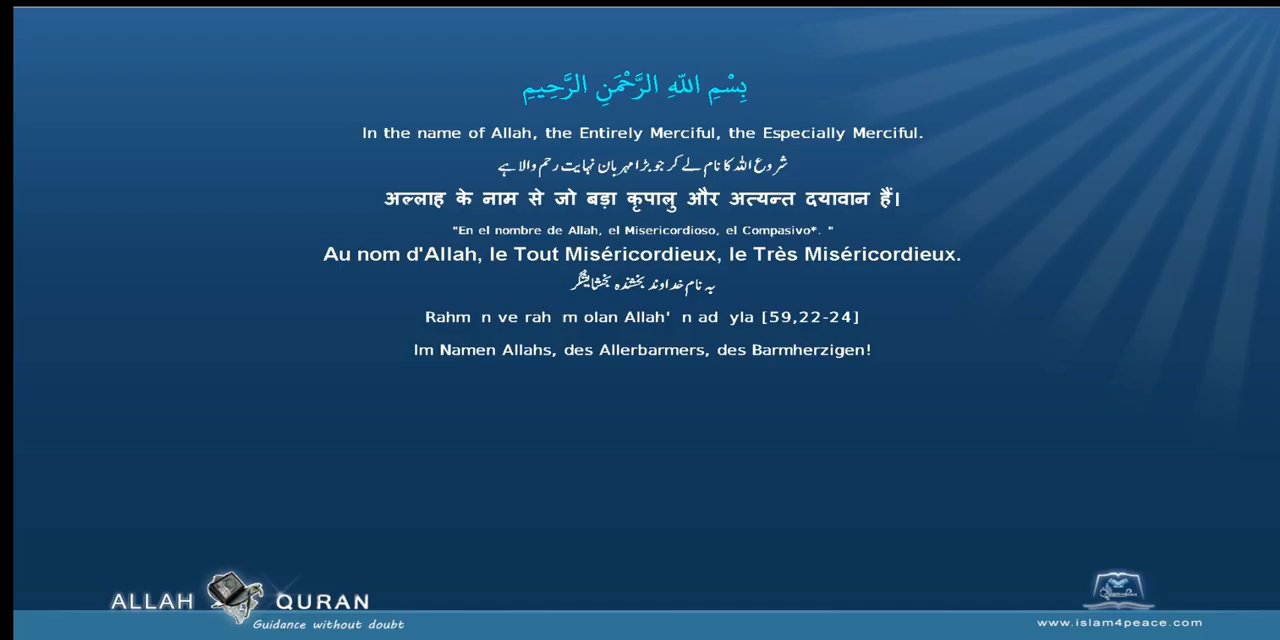 بِسْمِ اللَّهِ الرَّحْمَنِ الرَّحِيمِ
In the name of Allah, the Entirely Merciful, the Especially Merciful.
شروع الله کا نام لے کر جو بڑا مہربان نہایت رحم والا ہے
अल्लाह के नाम से जो बड़ा कृपालु और अत्यन्त दयावान हैं।
"En el nombre de Allah, el Misericordioso, el Compasivo*. "
Au nom d'Allah, le Tout Miséricordieux, le Très Miséricordieux.
به نام خداوند بخشنده بخشایشگر
Rahm n ve rah m olan Allah' n ad yla [59,22-24]
Im Namen Allahs, des Allerbarmers, des Barmherzigen!
ALLAH QURAN
Guidance without doubt
www.islam4peace.com